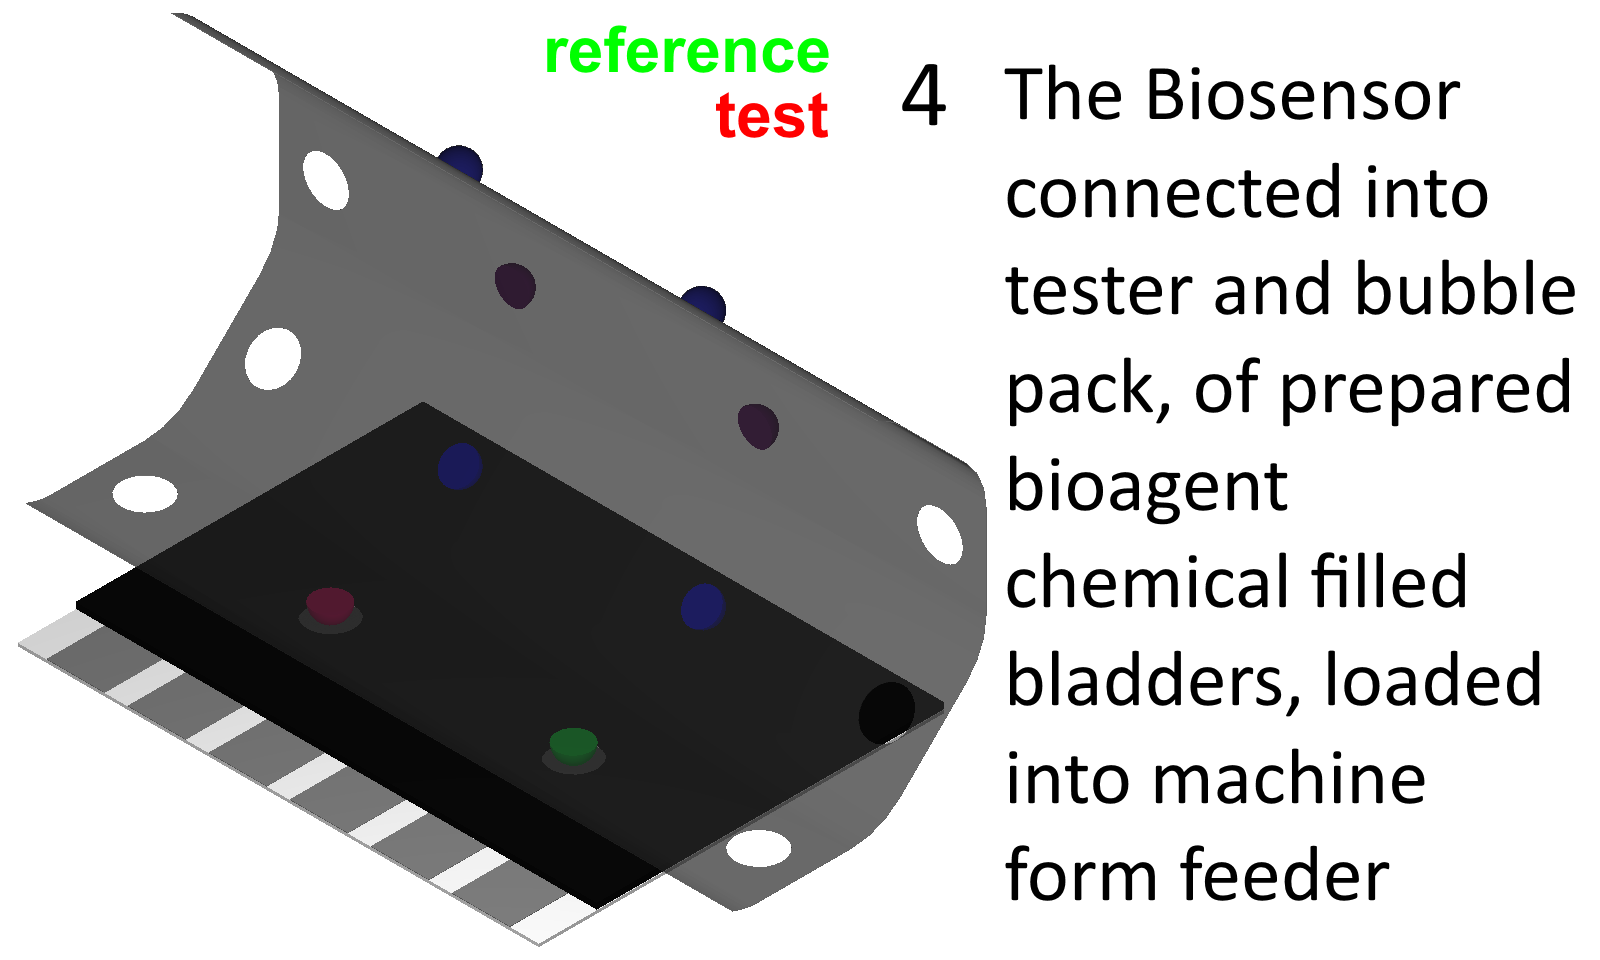 reference
test
4 The Biosensor
connected into
tester and bubble
pack, of prepared
bioagent
chemical filled
bladders, loaded
into machine
form feeder